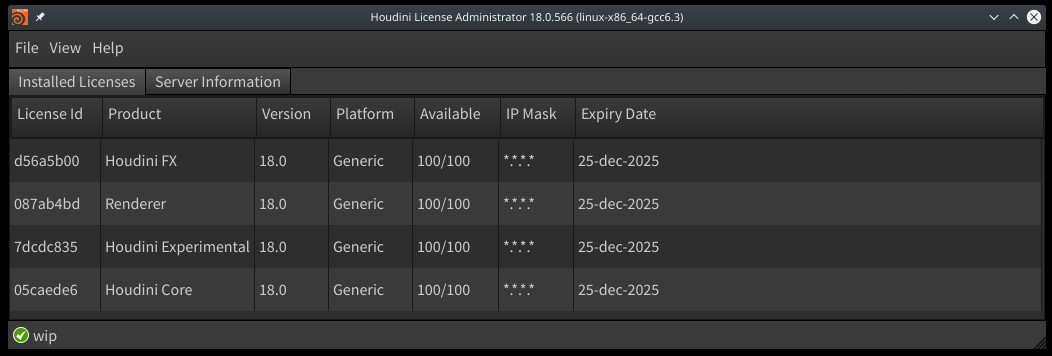 Houdini License Administrator 18.0.566 (linux-x86_64-gcc6.3)
File View Help
Installed Licenses Server Information
License Id Product Version Platform Available IP Mask Expiry Date
d56a5b00 Houdini FX 18.0 Generic 100/100 *.*.*.* 25-dec-2025
087ab4bd Renderer 18.0 Generic 100/100 *.*.*.* 25-dec-2025
7dcdc835 Houdini Experimental 18.0 Generic 100/100 *.*.*.* 25-dec-2025
05caede6 Houdini Core 18.0 Generic 100/100 *.*.*.* 25-dec-2025
wip